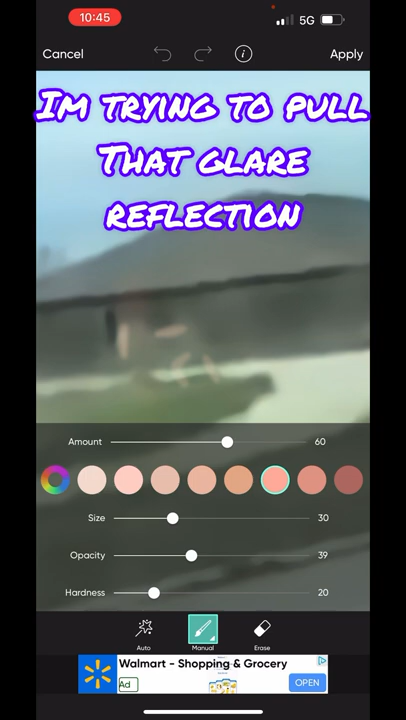 10:45
5G
Cancel
Apply
Im TRYING TO PULL
THAT GLARE
REFLECTION
Amount 60
Size 30
Opacity 39
Hardness 20
Auto Manual Erase
Walmart - Shopping & Grocery
Ad
OPEN